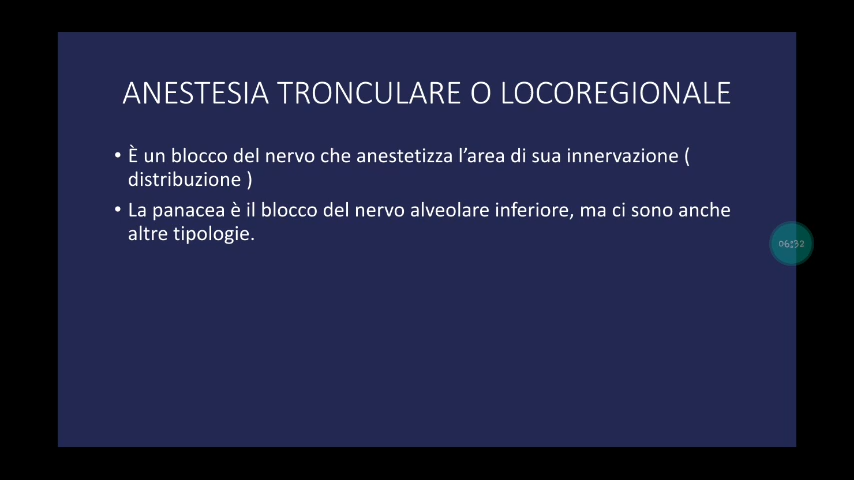 ANESTESIA TRONCULARE O LOCOREGIONALE
• È un blocco del nervo che anestetizza l’area di sua innervazione (
distribuzione )
• La panacea è il blocco del nervo alveolare inferiore, ma ci sono anche
altre tipologie.